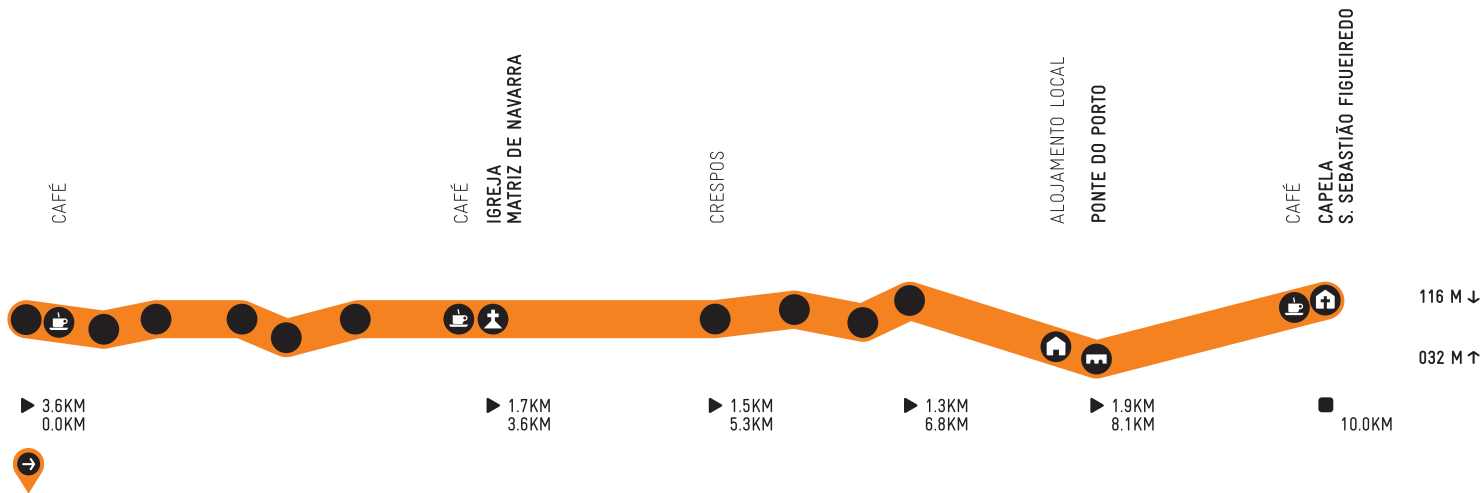 CAFÉ
CAFÉ
IGREJA
MATRIZ DE NAVARRA
CRESPOS
ALOJAMENTO LOCAL
PONTE DO PORTO
CAFÉ
CAPELA
S. SEBASTIÃO FIGUEIREDO
116 M ↓
032 M ↑
3.6KM
0.0KM
1.7KM
3.6KM
1.5KM
5.3KM
1.3KM
6.8KM
1.9KM
8.1KM
10.0KM